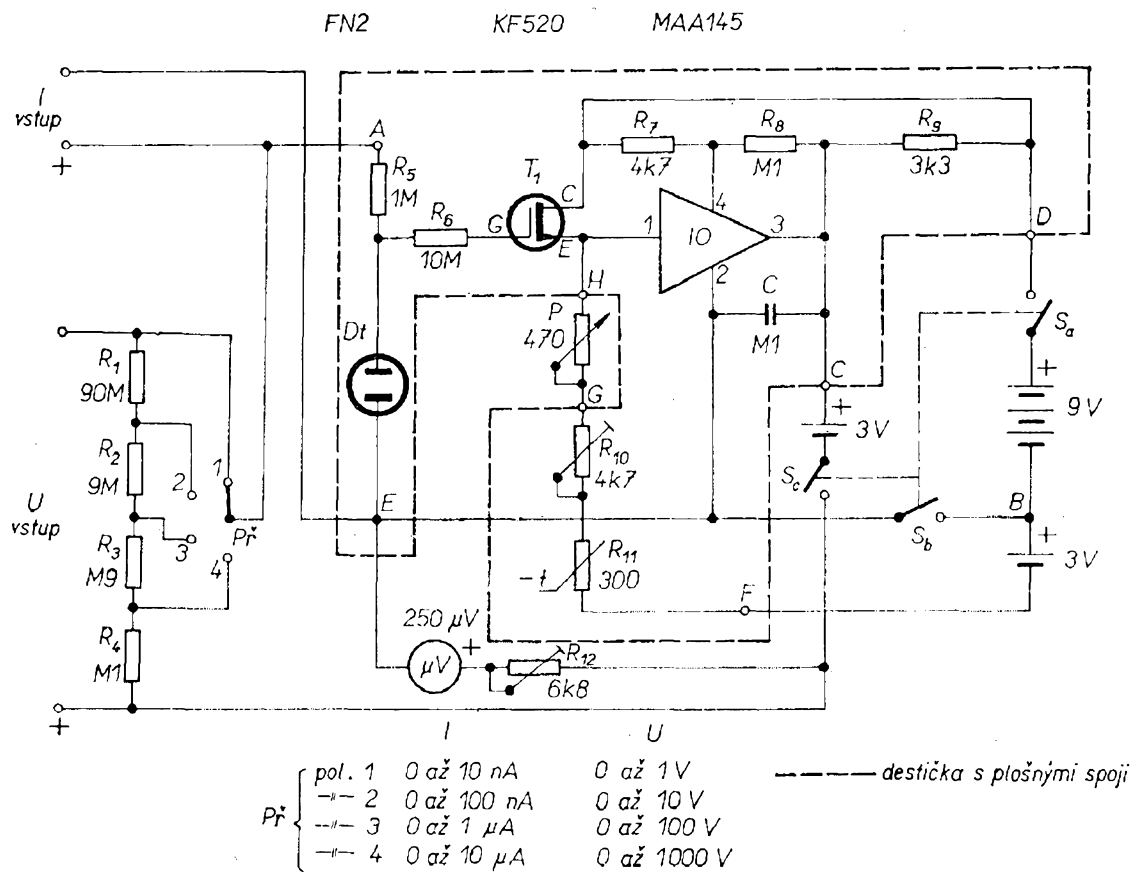 FN2 KF520 MAA145
I
vstup
+
A
R5
1M
R6
10M
G
T1
C
E
R7
4k7
R8
M1
R9
3k3
1
IO
4
3
2
D
Sa
+
9V
H
P
470
G
C
M1
C
+
3V
Sc
Dt
R10
4k7
E
Sb
B
+
3V
R11
300
-t
F
R1
90M
R2
9M
R3
M9
R4
M1
U
vstup
+
1
2
3
4
Př
250 µV
µV
+
R12
6k8
I U
Př
pol. 1 0 až 10 nA 0 až 1 V
-"- 2 0 až 100 nA 0 až 10 V
-"- 3 0 až 1 µA 0 až 100 V
-"- 4 0 až 10 µA 0 až 1000 V
destička s plošnými spoji